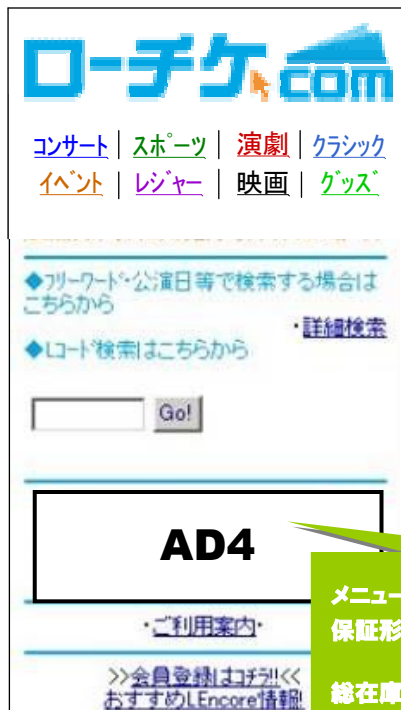 ローチケ.com
コンサート｜スポーツ｜演劇｜クラシック
イベント｜レジャー｜映画｜グッズ
◆フリーワード・公演日等で検索する場合は
こちらから
・詳細検索
◆Lコード検索はこちらから
Go!
AD4
メニュー
保証形
・ご利用案内・
>>会員登録はコチラ!!<<
おすすめLEncore情報!
総在庫